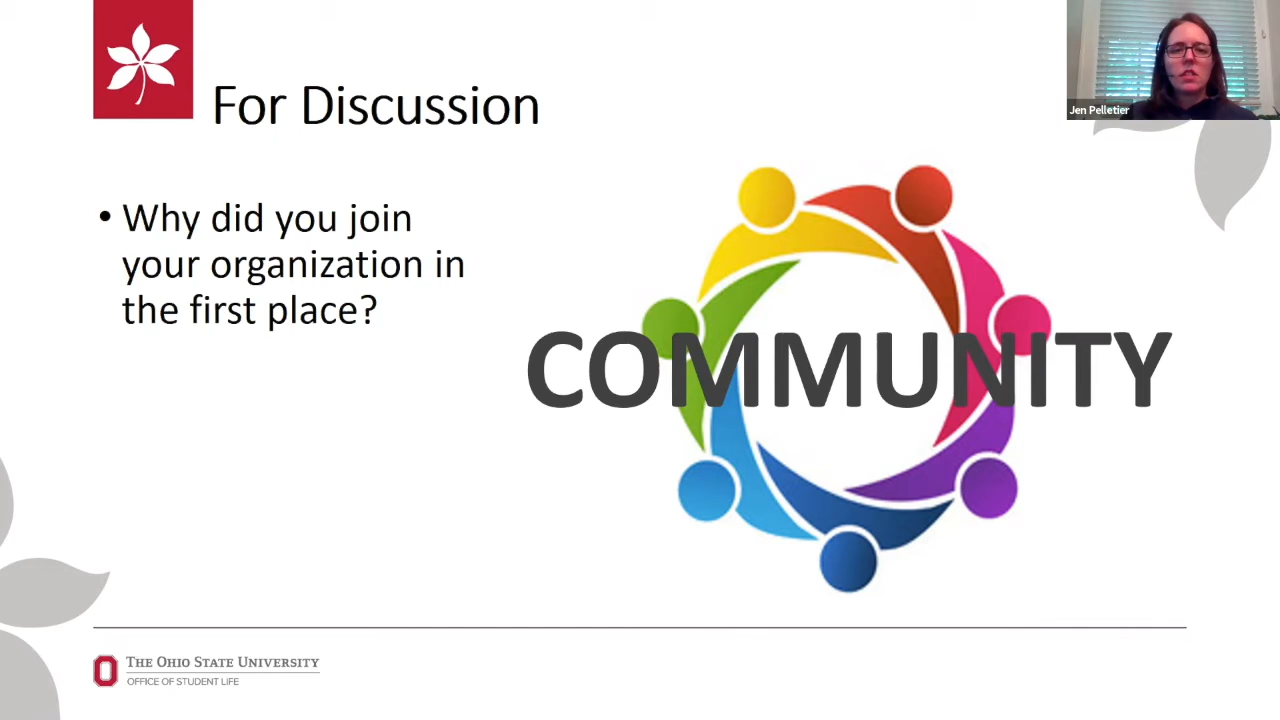 For Discussion
Jen Pelletier
• Why did you join
your organization in
the first place?
COMMUNITY
THE OHIO STATE UNIVERSITY
OFFICE OF STUDENT LIFE